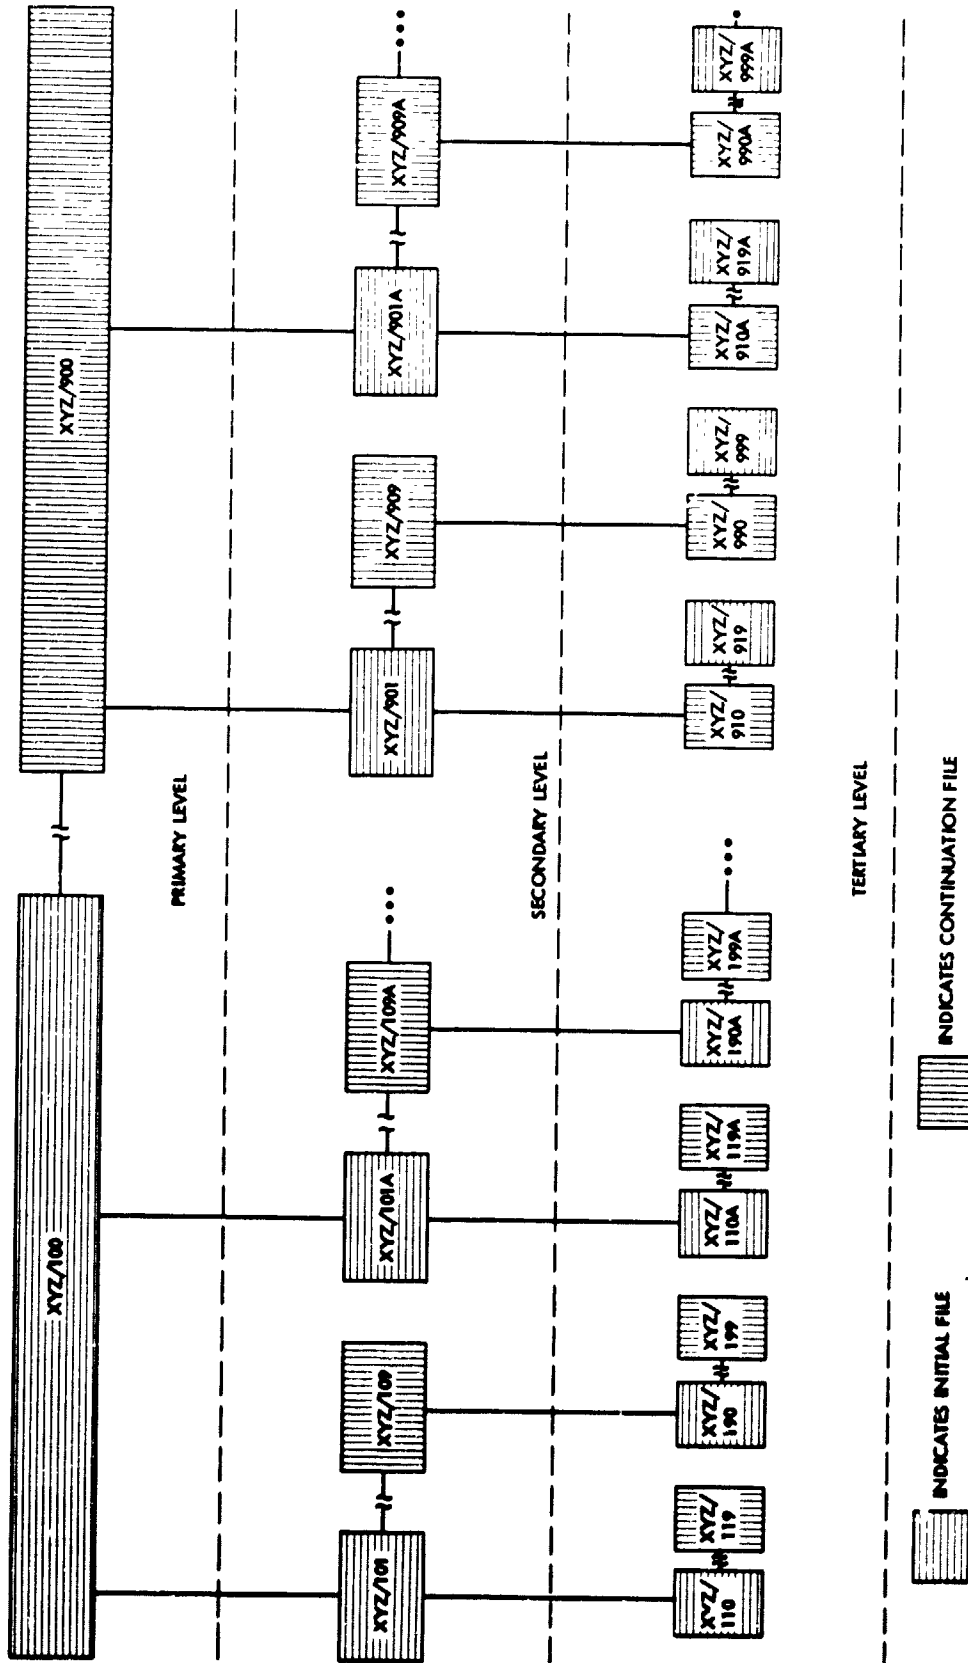 XYZ/100
XYZ/900
PRIMARY LEVEL
XYZ/101
XYZ/109
XYZ/101A
XYZ/109A
XYZ/901
XYZ/909
XYZ/901A
XYZ/909A
SECONDARY LEVEL
XYZ/
110
XYZ/
119
XYZ/
190
XYZ/
199
XYZ/
110A
XYZ/
119A
XYZ/
190A
XYZ/
199A
XYZ/
910
XYZ/
919
XYZ/
990
XYZ/
999
XYZ/
910A
XYZ/
919A
XYZ/
990A
XYZ/
999A
TERTIARY LEVEL
INDICATES INITIAL FILE
INDICATES CONTINUATION FILE